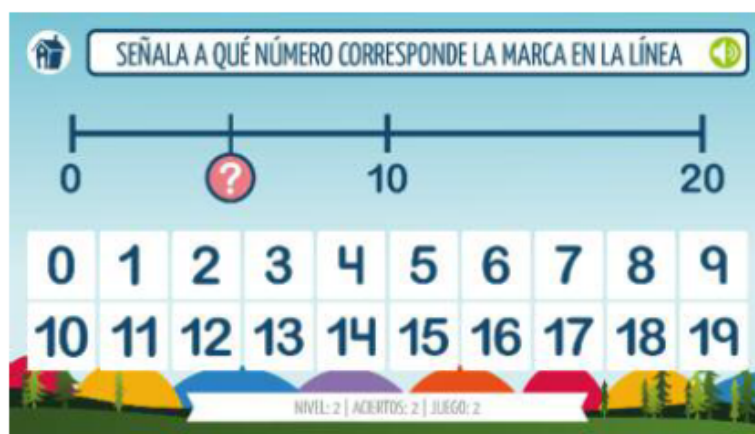 SEÑALA A QUÉ NÚMERO CORRESPONDE LA MARCA EN LA LÍNEA
?
0 10 20
0 1 2 3 4 5 6 7 8 9
10 11 12 13 14 15 16 17 18 19
NIVEL: 2 | ACIERTOS: 2 | JUEGO: 2